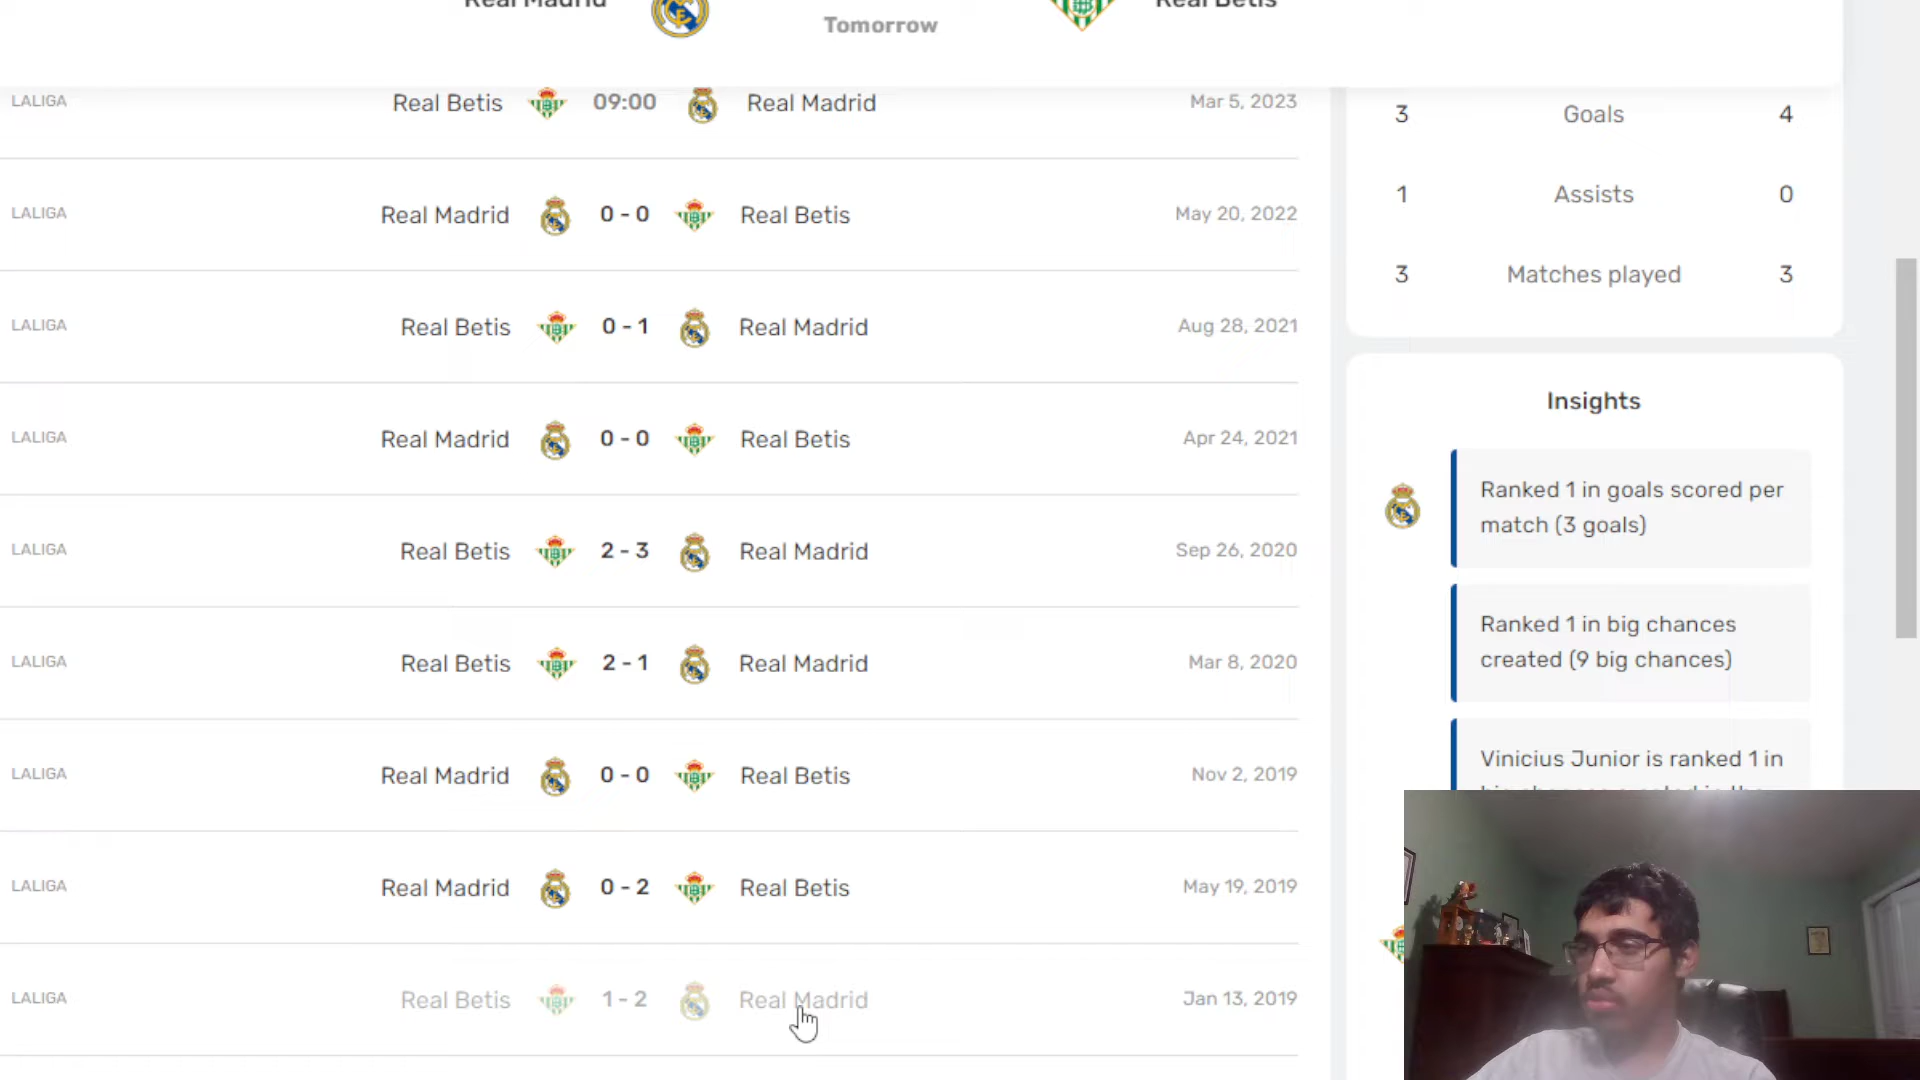 Real Madrid
Real Betis
Tomorrow
LALIGA Real Betis 09:00 Real Madrid Mar 5, 2023
LALIGA Real Madrid 0 - 0 Real Betis May 20, 2022
LALIGA Real Betis 0 - 1 Real Madrid Aug 28, 2021
LALIGA Real Madrid 0 - 0 Real Betis Apr 24, 2021
LALIGA Real Betis 2 - 3 Real Madrid Sep 26, 2020
LALIGA Real Betis 2 - 1 Real Madrid Mar 8, 2020
LALIGA Real Madrid 0 - 0 Real Betis Nov 2, 2019
LALIGA Real Madrid 0 - 2 Real Betis May 19, 2019
LALIGA Real Betis 1 - 2 Real Madrid Jan 13, 2019
3 Goals 4
1 Assists 0
3 Matches played 3
Insights
Ranked 1 in goals scored per
match (3 goals)
Ranked 1 in big chances
created (9 big chances)
Vinicius Junior is ranked 1 in